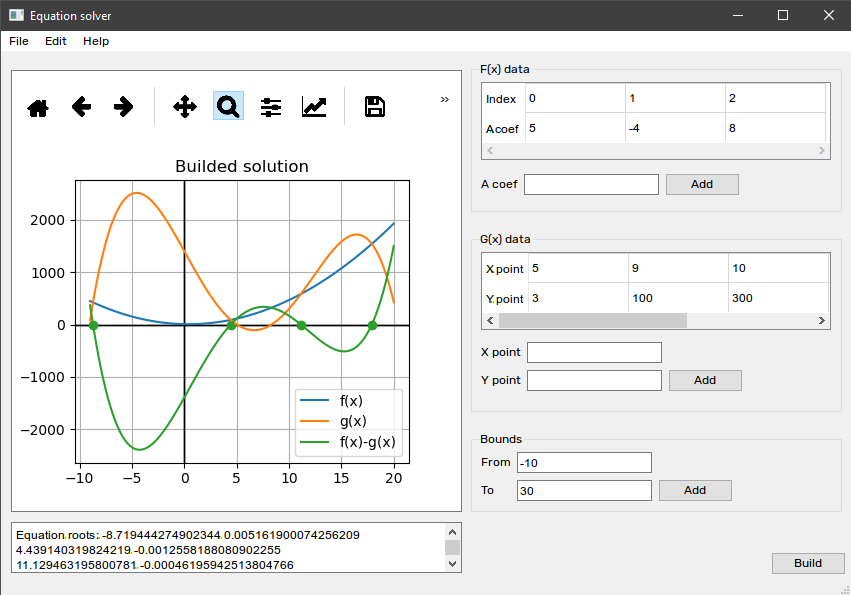 Equation solver
File Edit Help
»
Builded solution
2000
1000
0
−1000
−2000
−10 −5 0 5 10 15 20
f(x)
g(x)
f(x)-g(x)
Equation roots: -8.719444274902344 0.005161900074256209
4.439140319824219 -0.0012558188080902255
11.129463195800781 -0.00046195942513804766
F(x) data
Index 0 1 2
A coef 5 -4 8
A coef Add
G(x) data
X point 5 9 10
Y point 3 100 300
X point
Y point Add
Bounds
From -10
To 30 Add
Build